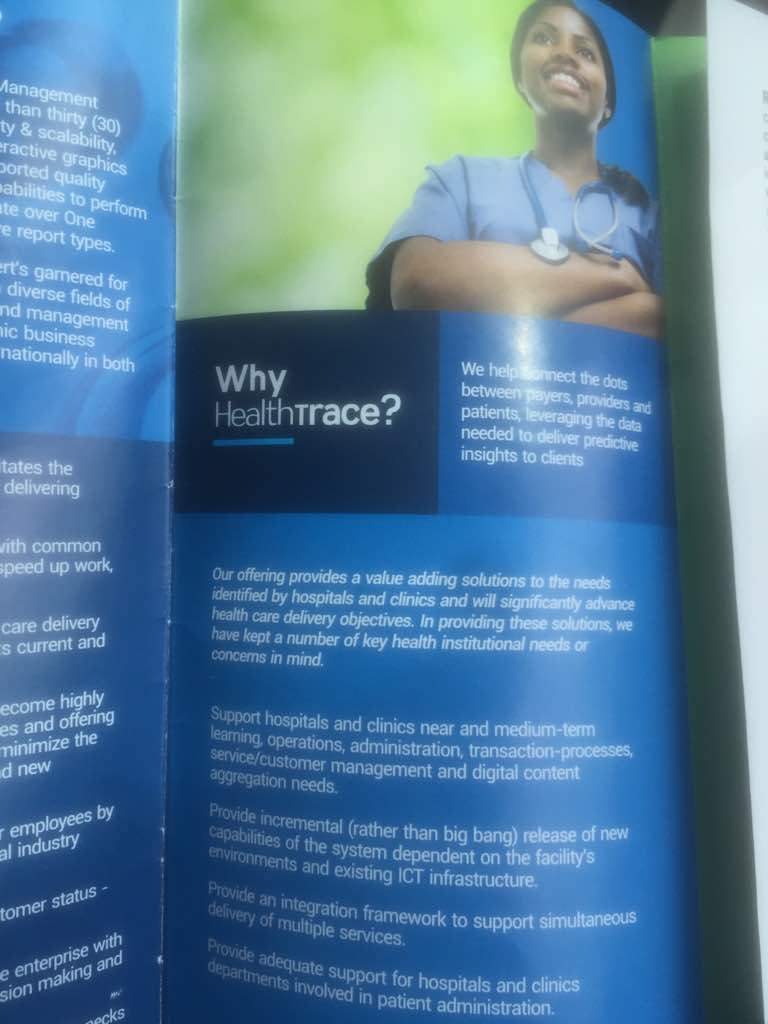 Management
than thirty (30)
ty & scalability,
eractive graphics
ported quality
pabilities to perform
ate over One
e report types.
ert's garnered for
diverse fields of
nd management
mic business
nationally in both
itates the
delivering
with common
speed up work,
care delivery
s current and
ecome highly
es and offering
minimize the
d new
r employees by
al industry
tomer status -
e enterprise with
sion making and
necks
Why
HealthTrace?
We help connect the dots
between payers, providers and
patients, leveraging the data
needed to deliver predictive
insights to clients
Our offering provides a value adding solutions to the needs
identified by hospitals and clinics and will significantly advance
health care delivery objectives. In providing these solutions, we
have kept a number of key health institutional needs or
concerns in mind.
Support hospitals and clinics near and medium-term
learning, operations, administration, transaction-processes,
service/customer management and digital content
aggregation needs.
Provide incremental (rather than big bang) release of new
capabilities of the system dependent on the facility's
environments and existing ICT infrastructure.
Provide an integration framework to support simultaneous
delivery of multiple services.
Provide adequate support for hospitals and clinics
departments involved in patient administration.